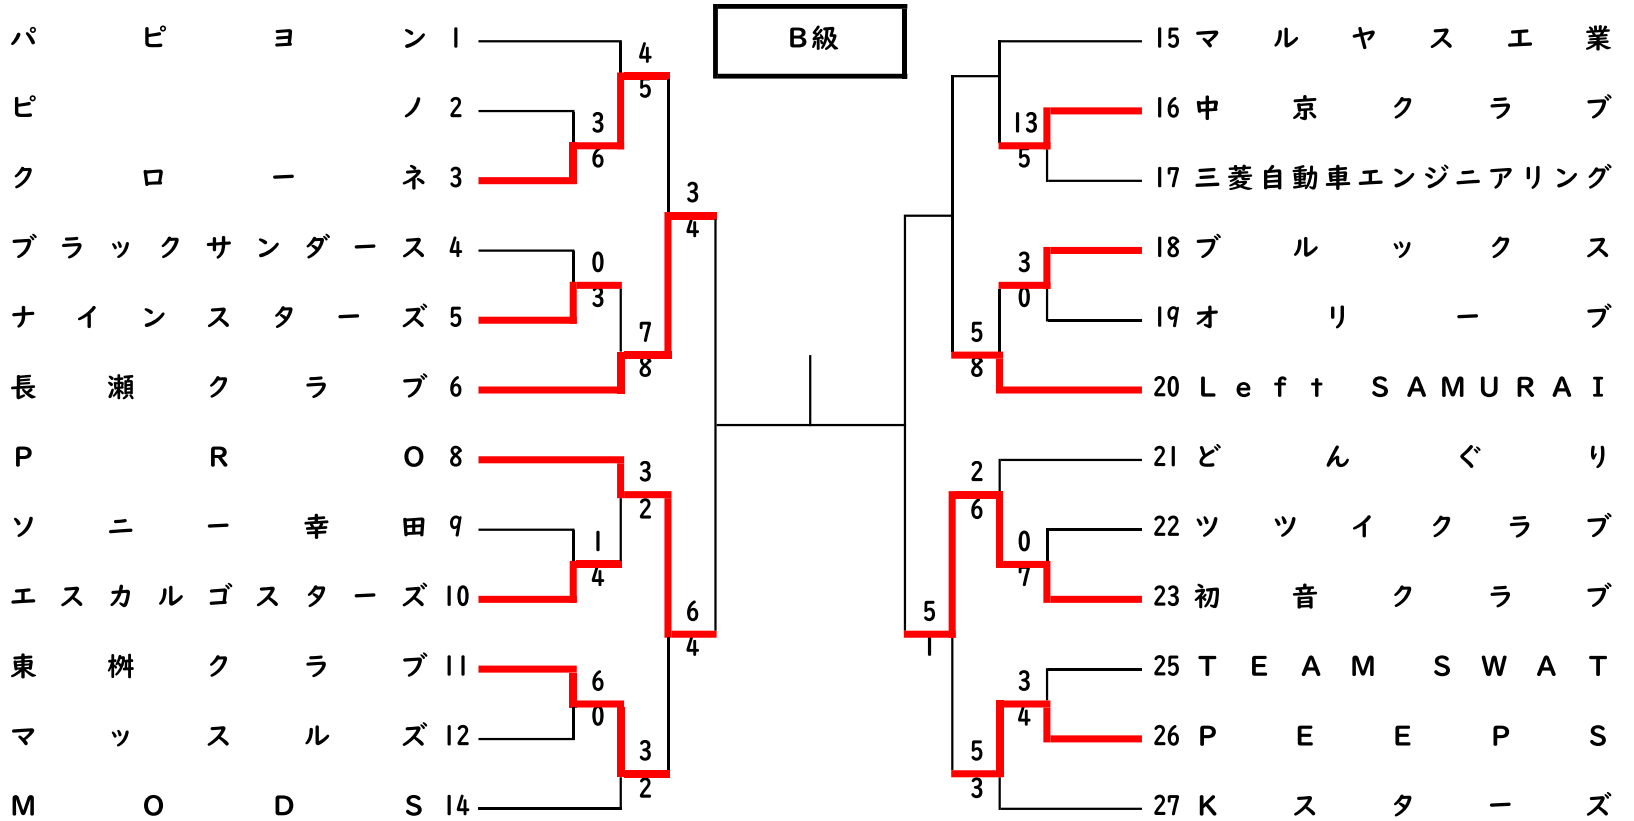 B級
パピヨン 1
ピノ 2
クローネ 3
ブラックサンダース 4
ナインスターズ 5
長瀬クラブ 6
PRO 8
ソニー幸田 9
エスカルゴスターズ 10
東桝クラブ 11
マッスルズ 12
MODS 14
4
5
3
6
3
4
0
3
7
8
3
2
1
4
6
4
6
0
3
2
15 マルヤスエ業
16 中京クラブ
17 三菱自動車エンジニアリング
18 ブルックス
19 オリーブ
20 Left SAMURAI
21 どんぐり
22 ツツイクラブ
23 初音クラブ
25 TEAM SWAT
26 PEEPS
27 Kスターズ
13
5
3
0
5
8
2
6
0
7
5
1
3
4
5
3